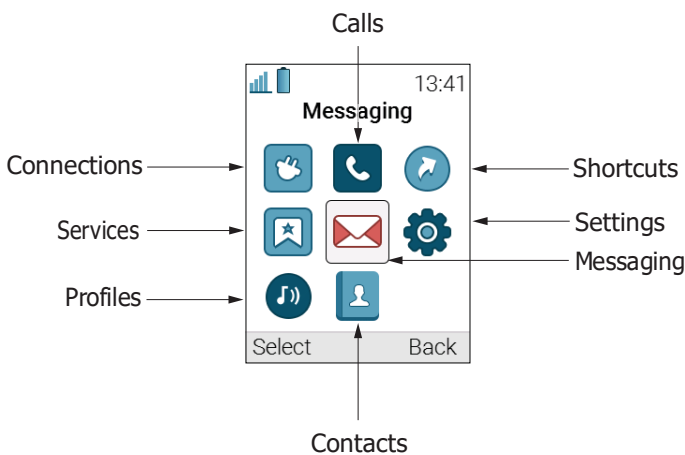 Calls
13:41
Messaging
Connections
Shortcuts
Services
Settings
Messaging
Profiles
Select Back
Contacts